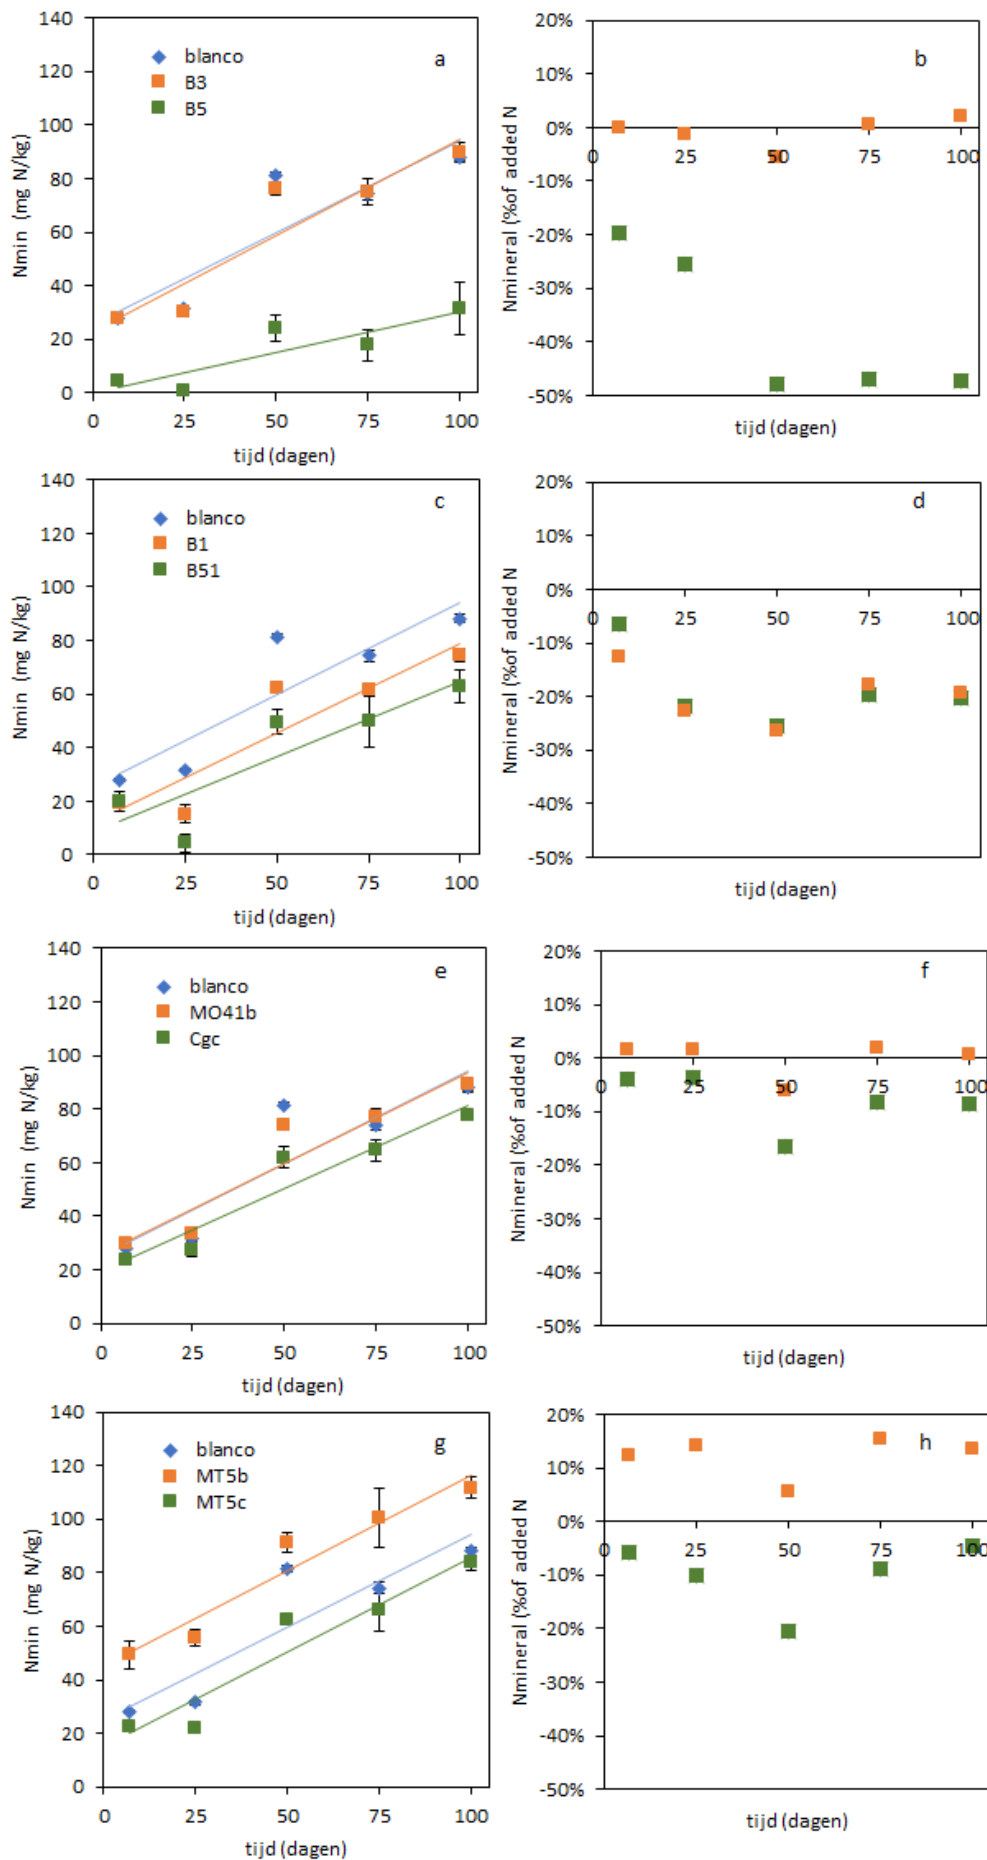 a
blanco
B3
B5
Nmin (mg N/kg)
140
120
100
80
60
40
20
0
0 25 50 75 100
tijd (dagen)
b
Nmineral (%of added N
20%
10%
0%
-10%
-20%
-30%
-40%
-50%
0 25 50 75 100
tijd (dagen)
c
blanco
B1
B51
Nmin (mg N/kg)
140
120
100
80
60
40
20
0
0 25 50 75 100
tijd (dagen)
d
Nmineral (%of added N
20%
10%
0%
-10%
-20%
-30%
-40%
-50%
0 25 50 75 100
tijd (dagen)
e
blanco
MO41b
Cgc
Nmin (mg N/kg)
140
120
100
80
60
40
20
0
0 25 50 75 100
tijd (dagen)
f
Nmineral (%of added N
20%
10%
0%
-10%
-20%
-30%
-40%
-50%
0 25 50 75 100
tijd (dagen)
g
blanco
MT5b
MT5c
Nmin (mg N/kg)
140
120
100
80
60
40
20
0
0 25 50 75 100
tijd (dagen)
h
Nmineral (%of added N
20%
10%
0%
-10%
-20%
-30%
-40%
-50%
0 25 50 75 100
tijd (dagen)